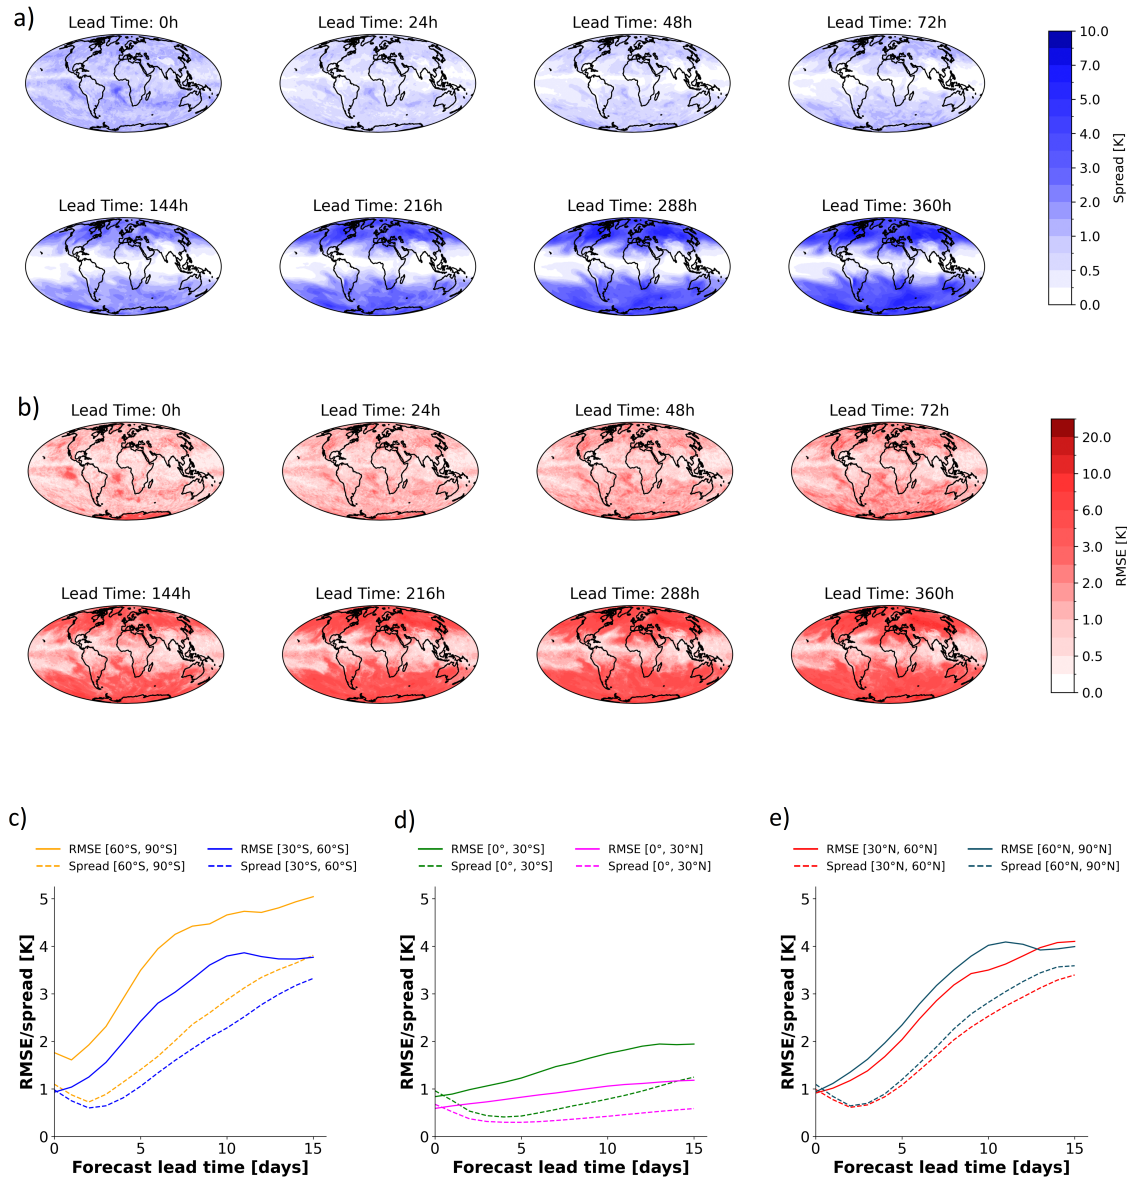 a)
Lead Time: 0h
Lead Time: 24h
Lead Time: 48h
Lead Time: 72h
Lead Time: 144h
Lead Time: 216h
Lead Time: 288h
Lead Time: 360h
10.0
7.0
5.0
4.0
3.0
2.0
1.0
0.5
0.0
Spread [K]
b)
Lead Time: 0h
Lead Time: 24h
Lead Time: 48h
Lead Time: 72h
Lead Time: 144h
Lead Time: 216h
Lead Time: 288h
Lead Time: 360h
20.0
10.0
6.0
3.0
2.0
1.0
0.5
0.0
RMSE [K]
c)
RMSE [60°S, 90°S]
RMSE [30°S, 60°S]
Spread [60°S, 90°S]
Spread [30°S, 60°S]
5
4
3
2
1
0
RMSE/spread [K]
0
5
10
15
Forecast lead time [days]
d)
RMSE [0°, 30°S]
RMSE [0°, 30°N]
Spread [0°, 30°S]
Spread [0°, 30°N]
5
4
3
2
1
0
RMSE/spread [K]
0
5
10
15
Forecast lead time [days]
e)
RMSE [30°N, 60°N]
RMSE [60°N, 90°N]
Spread [30°N, 60°N]
Spread [60°N, 90°N]
5
4
3
2
1
0
RMSE/spread [K]
0
5
10
15
Forecast lead time [days]